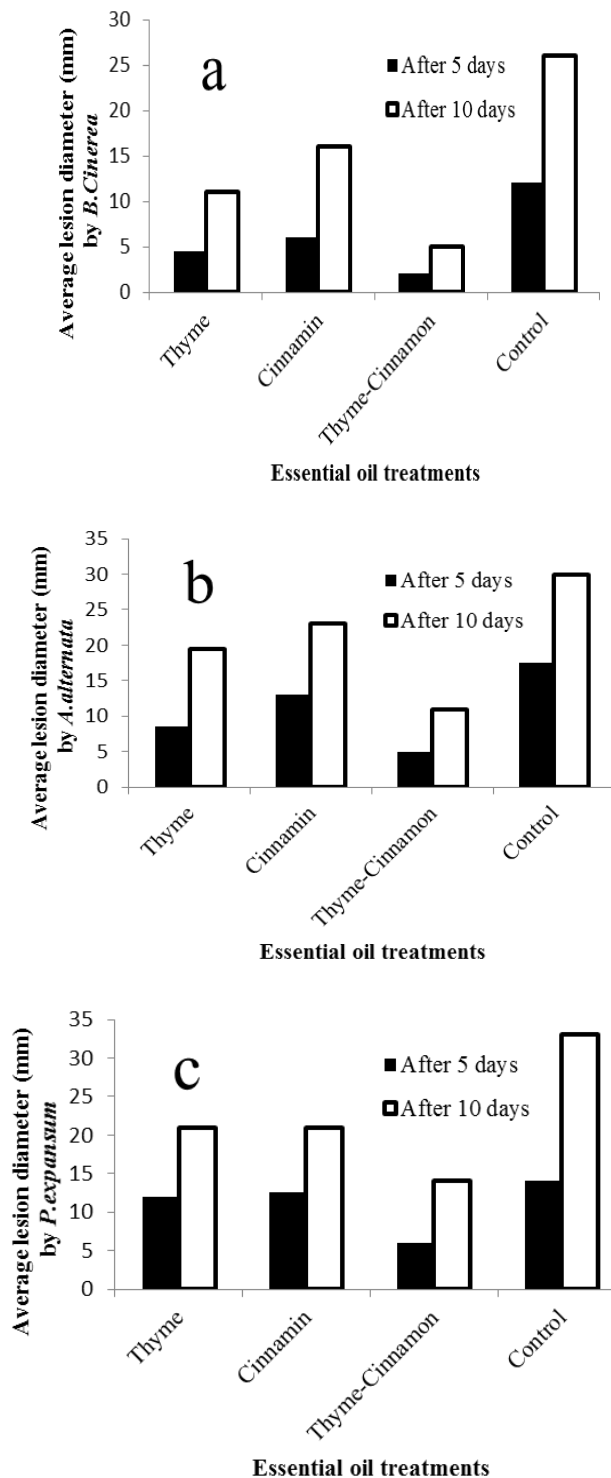 30
25
20
15
10
5
0
a
After 5 days
After 10 days
Average lesion diameter (mm)
by B.Cinerea
Thyme
Cinnamin
Thyme-Cinnamon
Control
Essential oil treatments
35
30
25
20
15
10
5
0
b
After 5 days
After 10 days
Average lesion diameter (mm)
by A.alternata
Thyme
Cinnamin
Thyme-Cinnamon
Control
Essential oil treatments
35
30
25
20
15
10
5
0
c
After 5 days
After 10 days
Average lesion diameter (mm)
by P.expansum
Thyme
Cinnamin
Thyme-Cinnamon
Control
Essential oil treatments